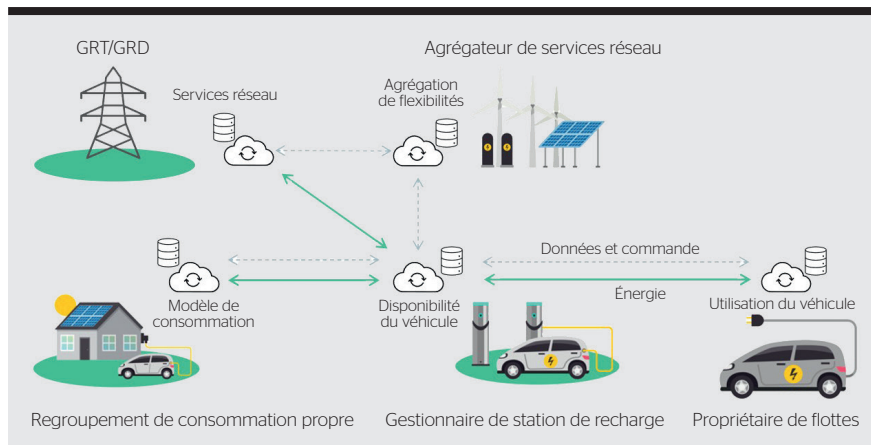 GRT/GRD
Agrégateur de services réseau
Services réseau
Agrégation
de flexibilités
Données et commande
Énergie
Modèle de
consommation
Disponibilité
du véhicule
Utilisation du véhicule
Regroupement de consommation propre
Gestionnaire de station de recharge
Propriétaire de flottes